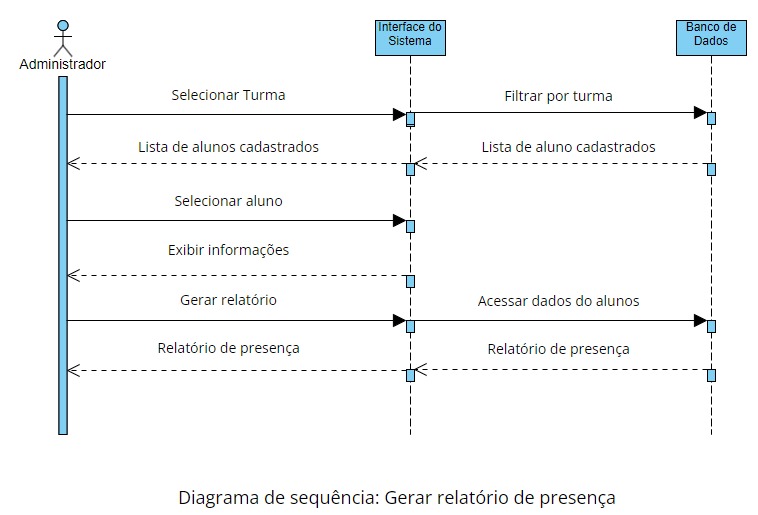 Interface do
Sistema
Banco de
Dados
Administrador
Selecionar Turma
Filtrar por turma
Lista de alunos cadastrados
Lista de aluno cadastrados
Selecionar aluno
Exibir informações
Gerar relatório
Acessar dados do alunos
Relatório de presença
Relatório de presença
Diagrama de sequência: Gerar relatório de presença